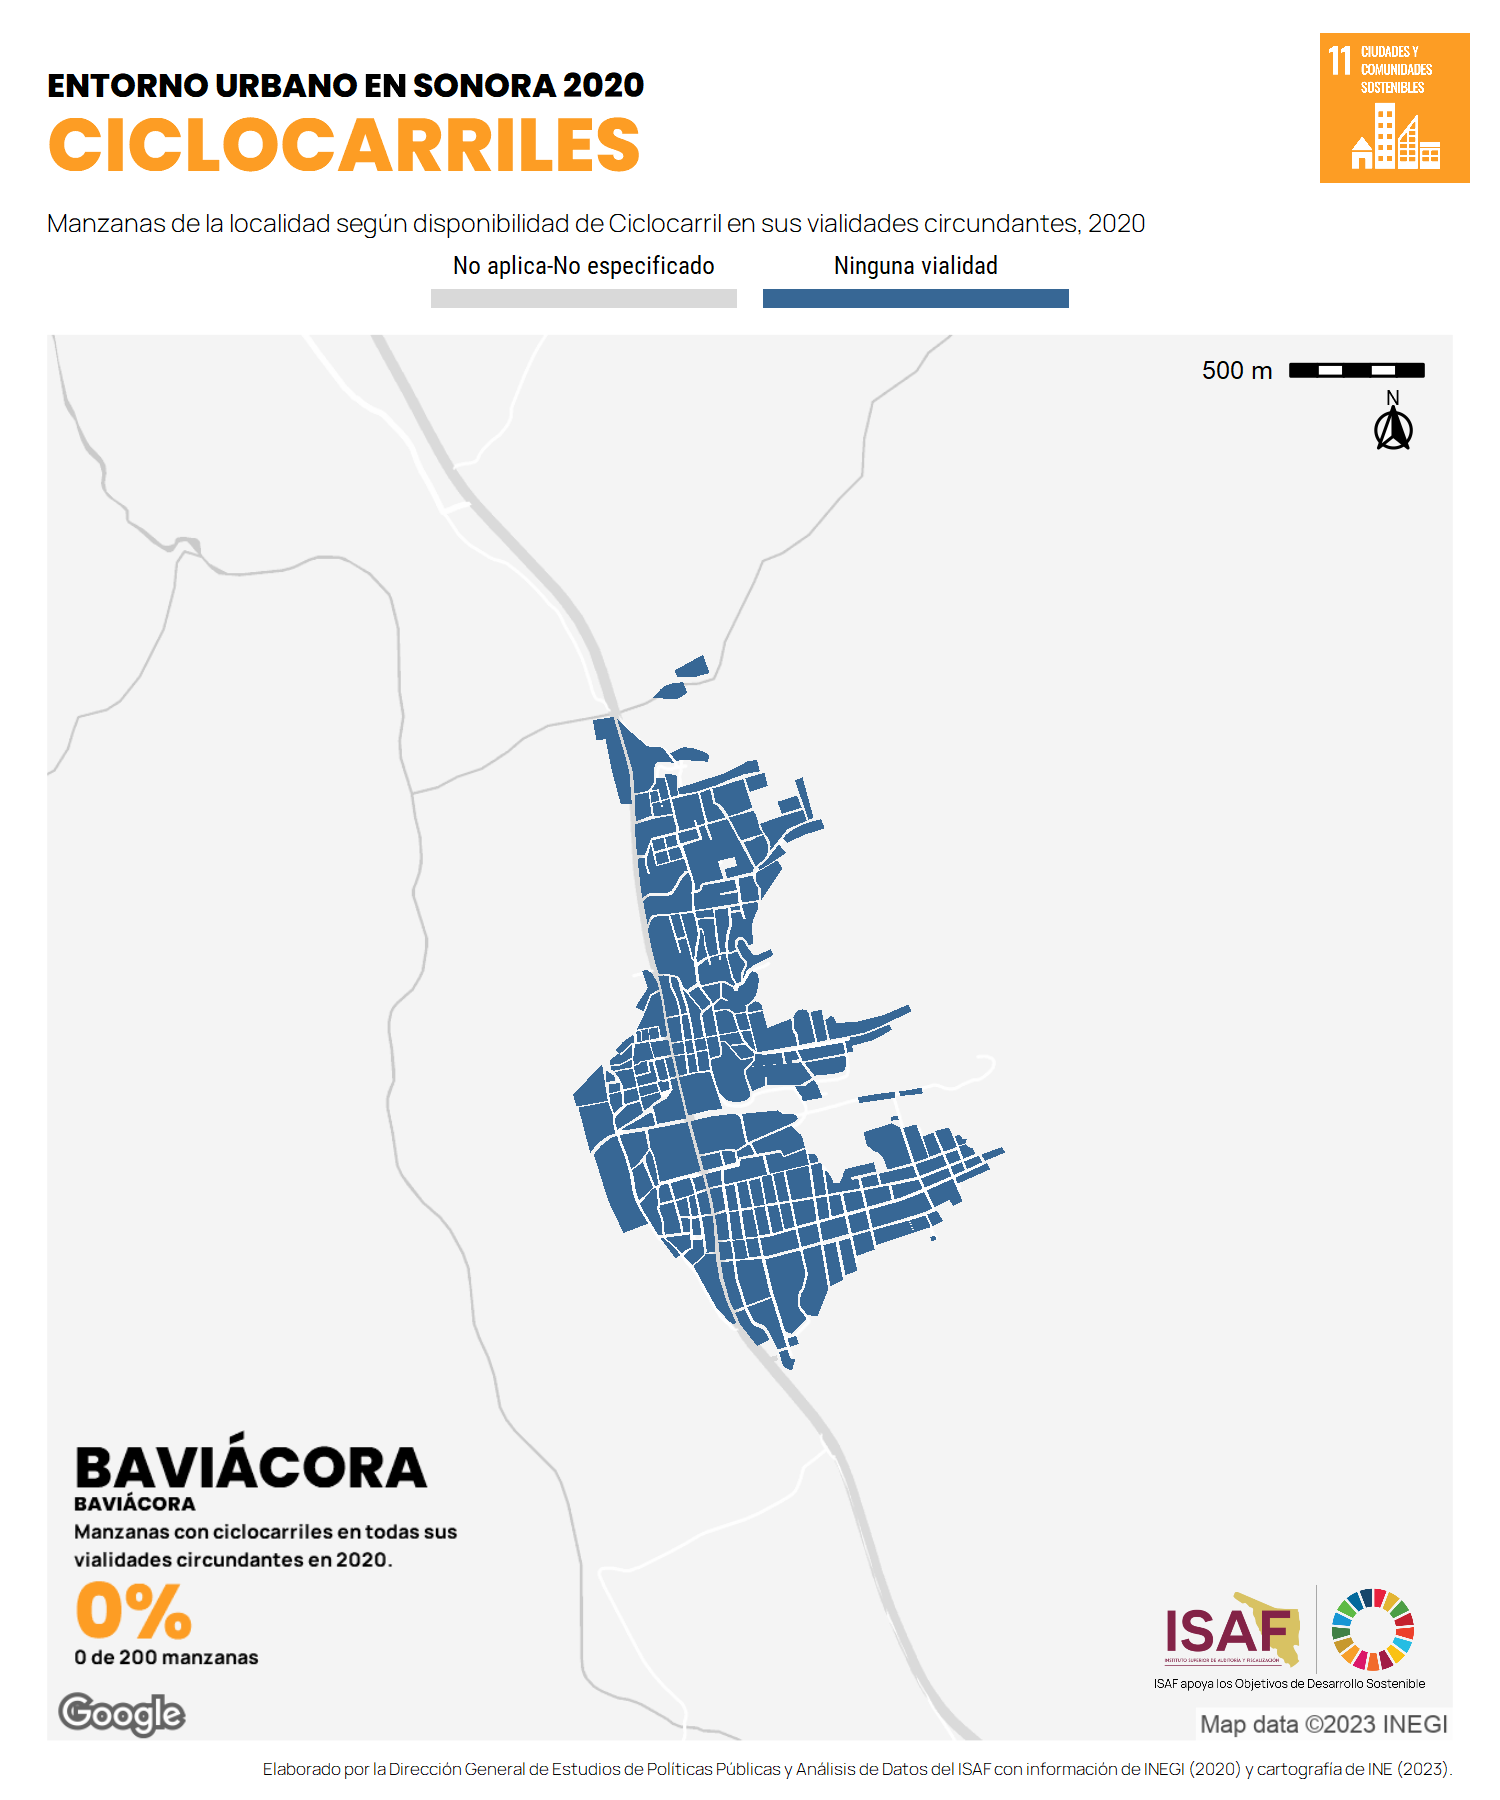 ENTORNO URBANO EN SONORA 2020
CICLOCARRILES
11 CIUDADES Y
COMUNIDADES
SOSTENIBLES
Manzanas de la localidad según disponibilidad de Ciclocarril en sus vialidades circundantes, 2020
No aplica-No especificado
Ninguna vialidad
500 m
N
BAVIÁCORA
BAVIÁCORA
Manzanas con ciclocarriles en todas sus
vialidades circundantes en 2020.
0%
0 de 200 manzanas
ISAF
INSTITUTO SUPERIOR DE AUDITORÍA Y FISCALIZACIÓN
ISAF apoya los Objetivos de Desarrollo Sostenible
Google
Map data ©2023 INEGI
Elaborado por la Dirección General de Estudios de Políticas Públicas y Análisis de Datos del ISAF con información de INEGI (2020) y cartografía de INE (2023).